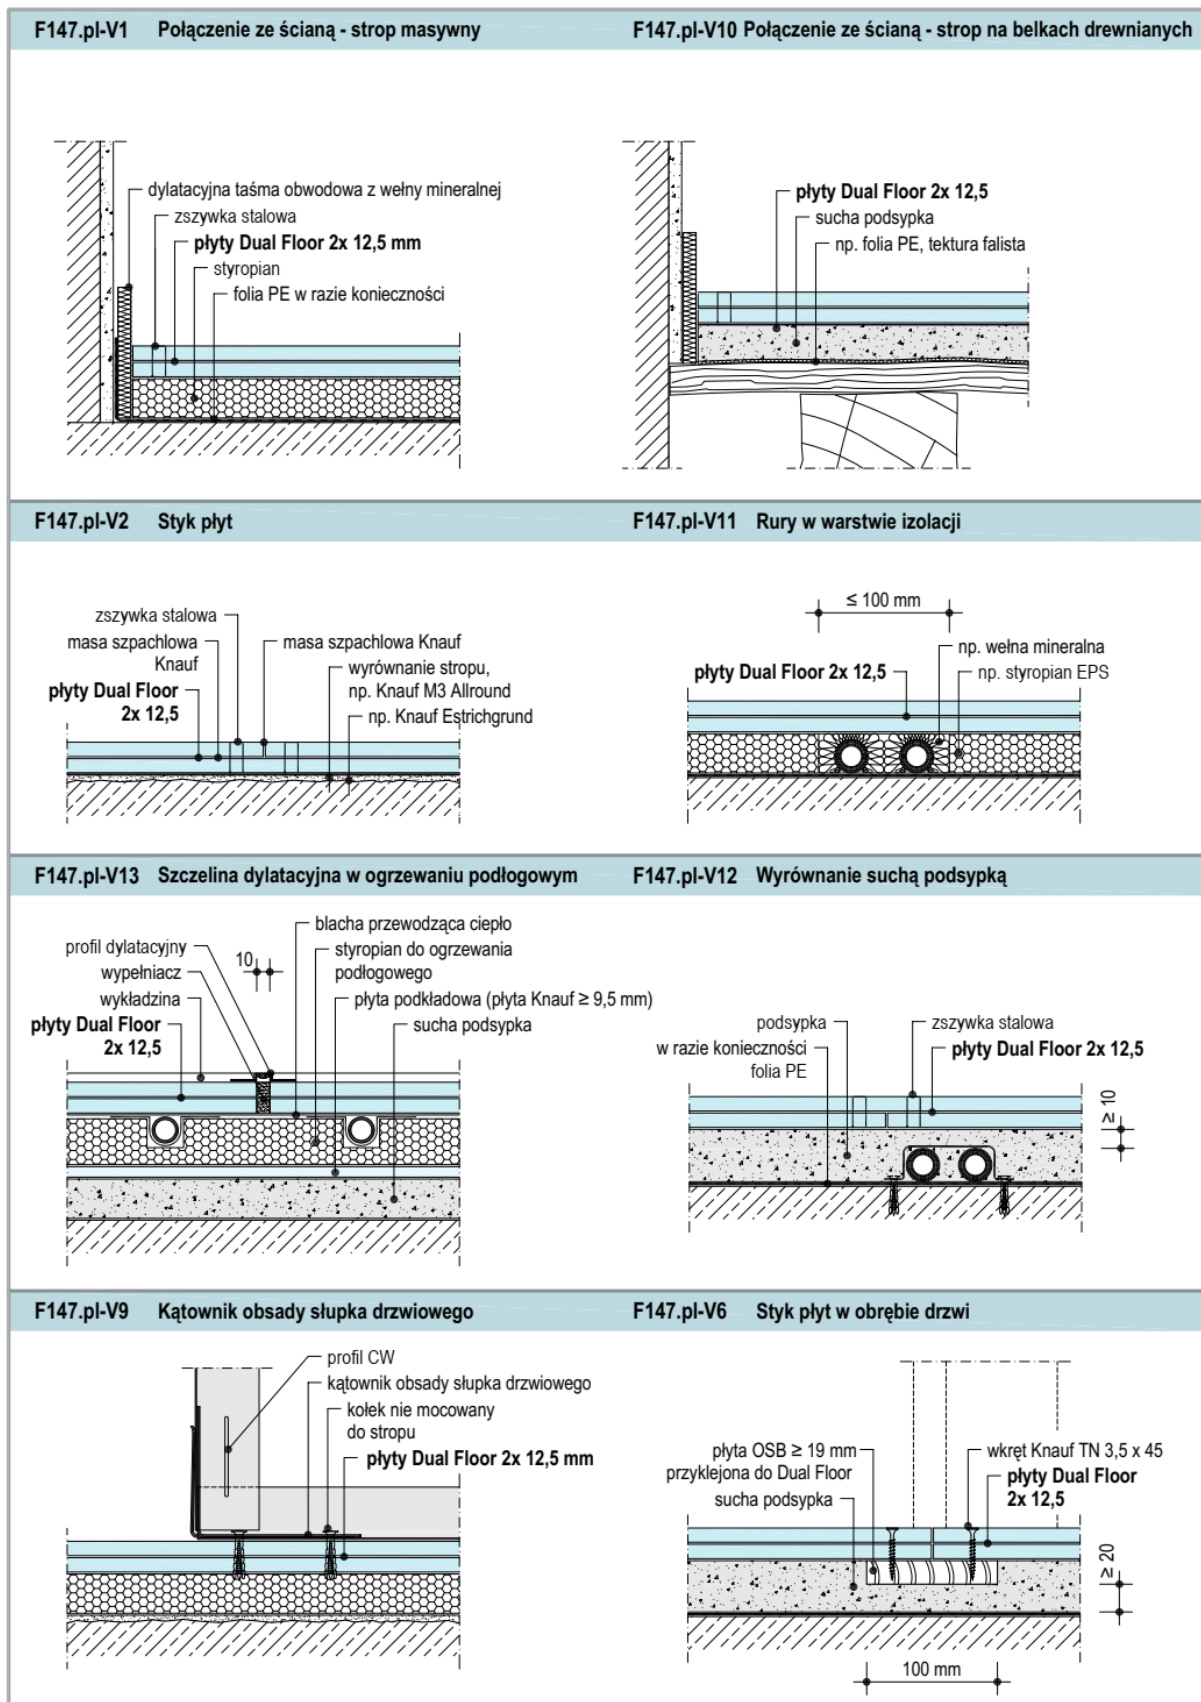 F147.pl-V1 Połączenie ze ścianą - strop masywny
dylatacyjna taśma obwodowa z wełny mineralnej
zszywka stalowa
płyty Dual Floor 2x 12,5 mm
styropian
folia PE w razie konieczności
F147.pl-V10 Połączenie ze ścianą - strop na belkach drewnianych
płyty Dual Floor 2x 12,5
sucha podsypka
np. folia PE, tektura falista
F147.pl-V2 Styk płyt
zszywka stalowa
masa szpachlowa
Knauf
płyty Dual Floor
2x 12,5
masa szpachlowa Knauf
wyrównanie stropu,
np. Knauf M3 Allround
np. Knauf Estrichgrund
F147.pl-V11 Rury w warstwie izolacji
≤ 100 mm
np. wełna mineralna
płyty Dual Floor 2x 12,5
np. styropian EPS
F147.pl-V13 Szczelina dylatacyjna w ogrzewaniu podłogowym
profil dylatacyjny
wypełniacz
wykładzina
płyty Dual Floor
2x 12,5
10
blacha przewodząca ciepło
styropian do ogrzewania
podłogowego
płyta podkładowa (płyta Knauf ≥ 9,5 mm)
sucha podsypka
F147.pl-V12 Wyrównanie suchą podsypką
podsypka
w razie konieczności
folia PE
zszywka stalowa
płyty Dual Floor 2x 12,5
≥ 10
F147.pl-V9 Kątownik obsady słupka drzwiowego
profil CW
kątownik obsady słupka drzwiowego
kołek nie mocowany
do stropu
płyty Dual Floor 2x 12,5 mm
F147.pl-V6 Styk płyt w obrębie drzwi
płyta OSB ≥ 19 mm
przyklejona do Dual Floor
sucha podsypka
wkręt Knauf TN 3,5 x 45
płyty Dual Floor
2x 12,5
≥ 20
100 mm